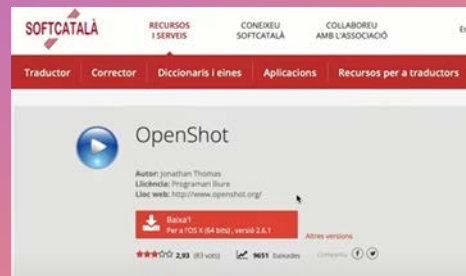 SOFTCATALÀ
RECURSOS
I SERVEIS
CONEIXEU
SOFTCATALÀ
COL·LABOREU
AMB L'ASSOCIACIÓ
Traductor Corrector Diccionaris i eines Aplicacions Recursos per a traductors
OpenShot
Autor: Jonathan Thomas
Llicència: Programari lliure
Lloc web: http://www.openshot.org/
Baixa'l
Per a l'OS X (64 bits), versió 2.6.1
Altres versions
2,93 (83 vots) 9651 baixades Compartiu